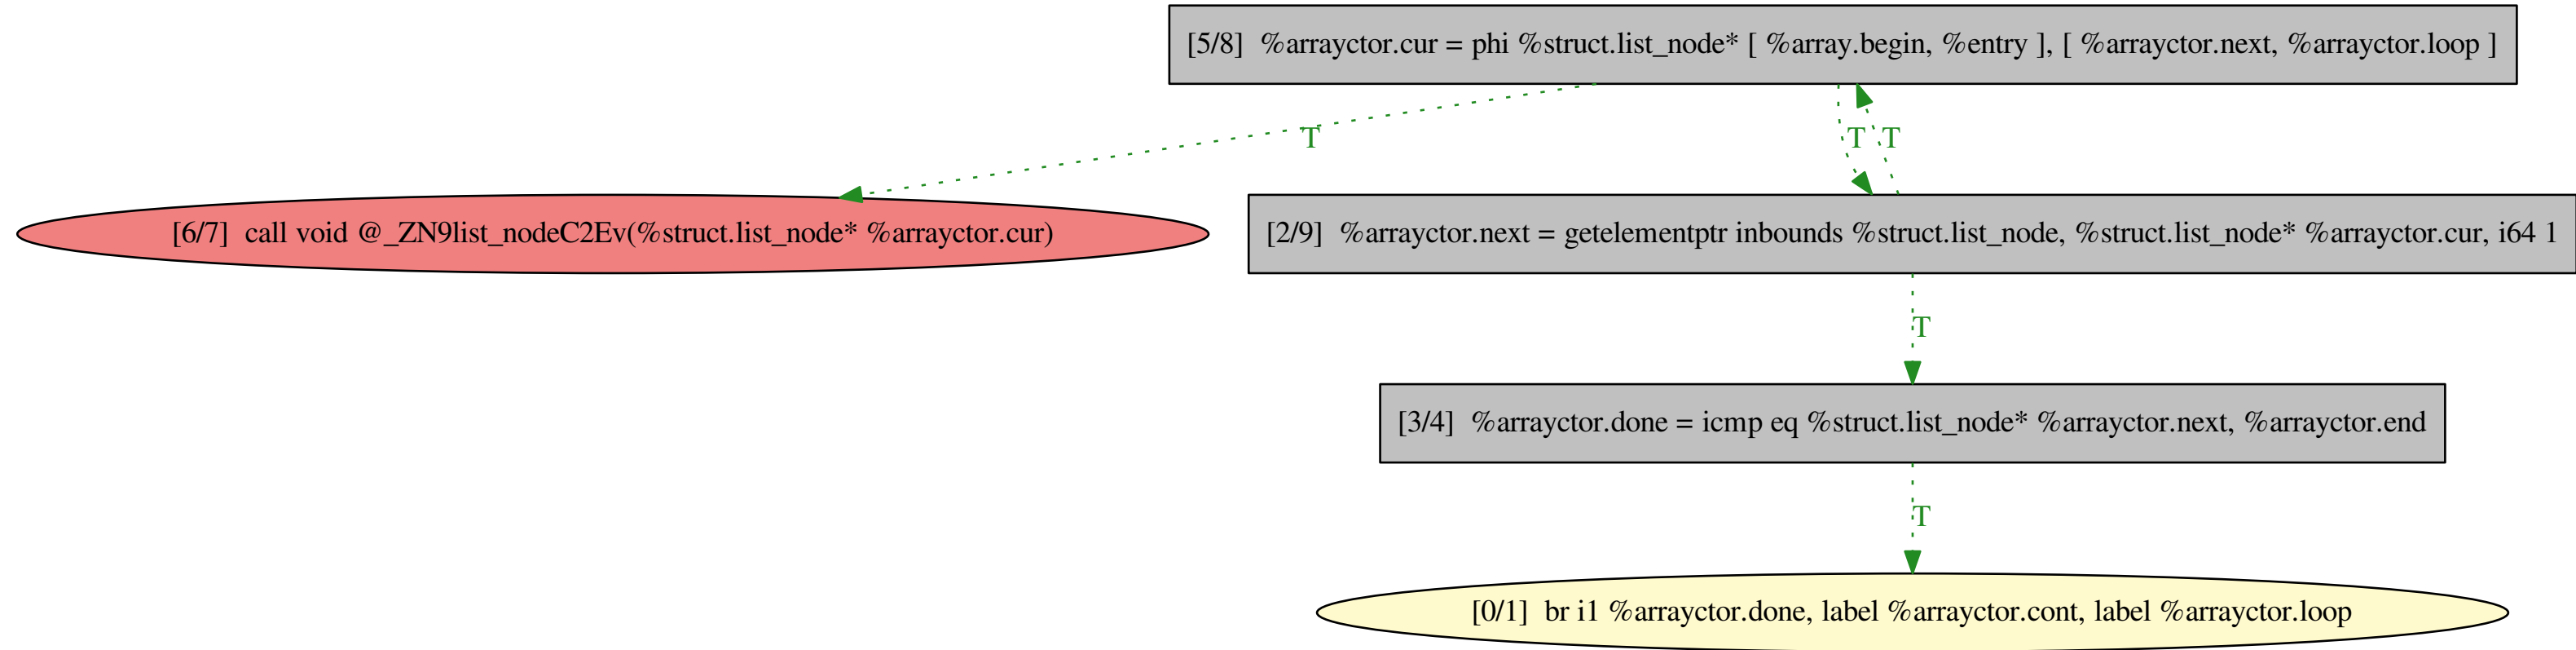 [5/8]  %arrayctor.cur = phi %struct.list_node* [ %array.begin, %entry ], [ %arrayctor.next, %arrayctor.loop ]
T
T
T
[6/7]  call void @_ZN9list_nodeC2Ev(%struct.list_node* %arrayctor.cur)
[2/9]  %arrayctor.next = getelementptr inbounds %struct.list_node, %struct.list_node* %arrayctor.cur, i64 1
T
[3/4]  %arrayctor.done = icmp eq %struct.list_node* %arrayctor.next, %arrayctor.end
T
[0/1]  br i1 %arrayctor.done, label %arrayctor.cont, label %arrayctor.loop